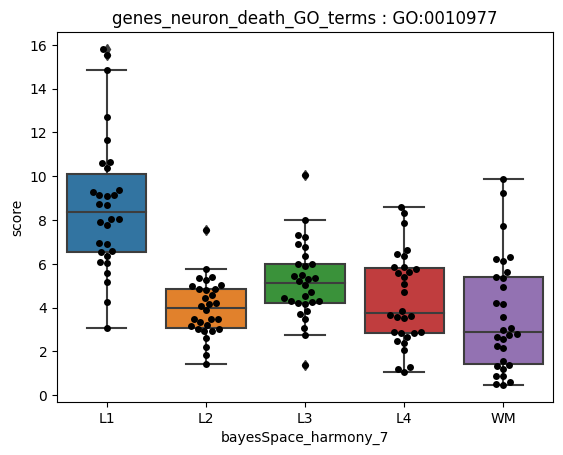 genes_neuron_death_GO_terms : GO:0010977
16
14
12
10
8
6
4
2
0
score
L1 L2 L3 L4 WM
bayesSpace_harmony_7